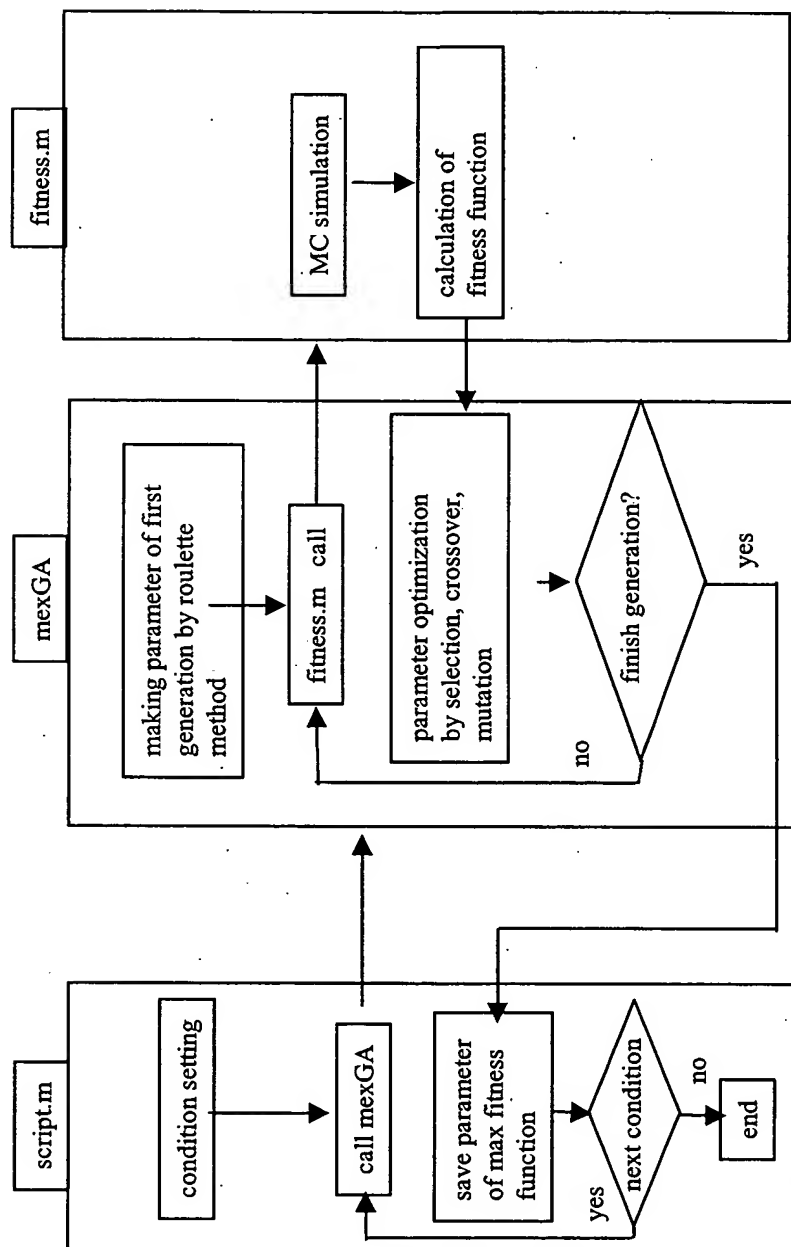 script.m
condition setting
call mexGA
save parameter
of max fitness
function
yes
next condition
no
end
mexGA
making parameter of first
generation by roulette
method
fitness.m call
parameter optimization
by selection, crossover,
mutation
no
finish generation?
yes
fitness.m
MC simulation
calculation of
fitness function